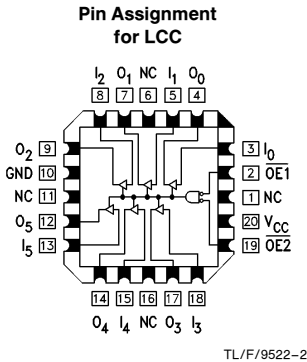 Pin Assignment
for LCC
I2 O1 NC I1 O0
8 7 6 5 4
O2 9
GND 10
NC 11
O5 12
I5 13
3 I0
2 OE1
1 NC
20 VCC
19 OE2
14 15 16 17 18
O4 I4 NC O3 I3
TL/F/9522–2